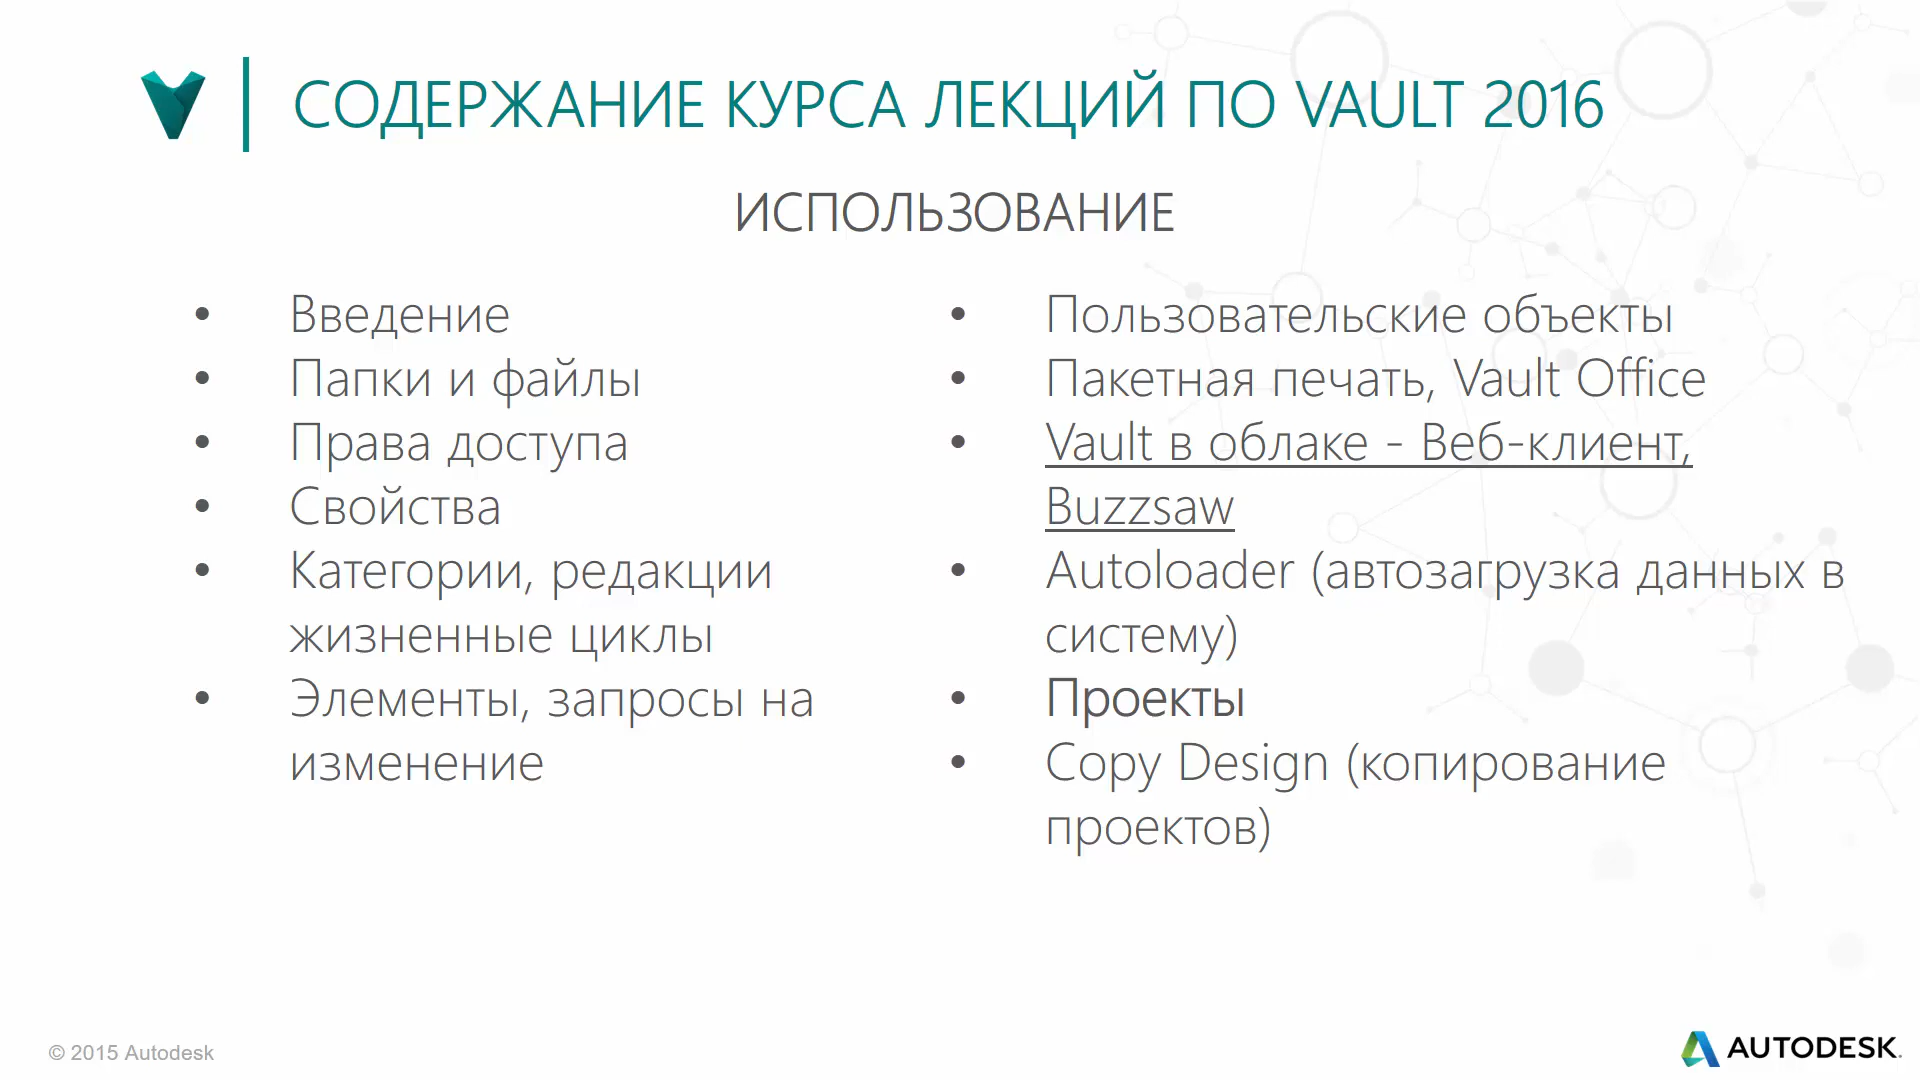 СОДЕРЖАНИЕ КУРСА ЛЕКЦИЙ ПО VAULT 2016
ИСПОЛЬЗОВАНИЕ
• Введение
• Папки и файлы
• Права доступа
• Свойства
• Категории, редакции
жизненные циклы
• Элементы, запросы на
изменение
• Пользовательские объекты
• Пакетная печать, Vault Office
• Vault в облаке - Веб-клиент,
Buzzsaw
• Autoloader (автозагрузка данных в
систему)
• Проекты
• Copy Design (копирование
проектов)
© 2015 Autodesk
AUTODESK.